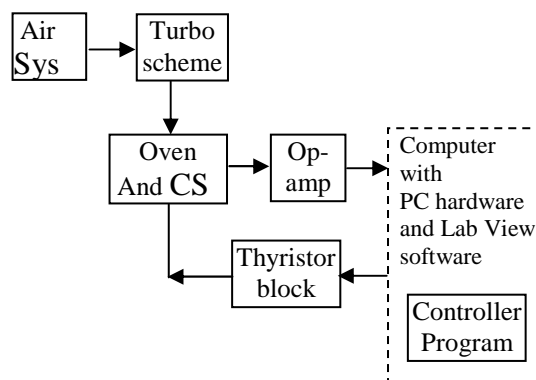 Air
Sys
Turbo
scheme
Oven
And CS
Op-
amp
Computer
with
PC hardware
and Lab View
software
Thyristor
block
Controller
Program